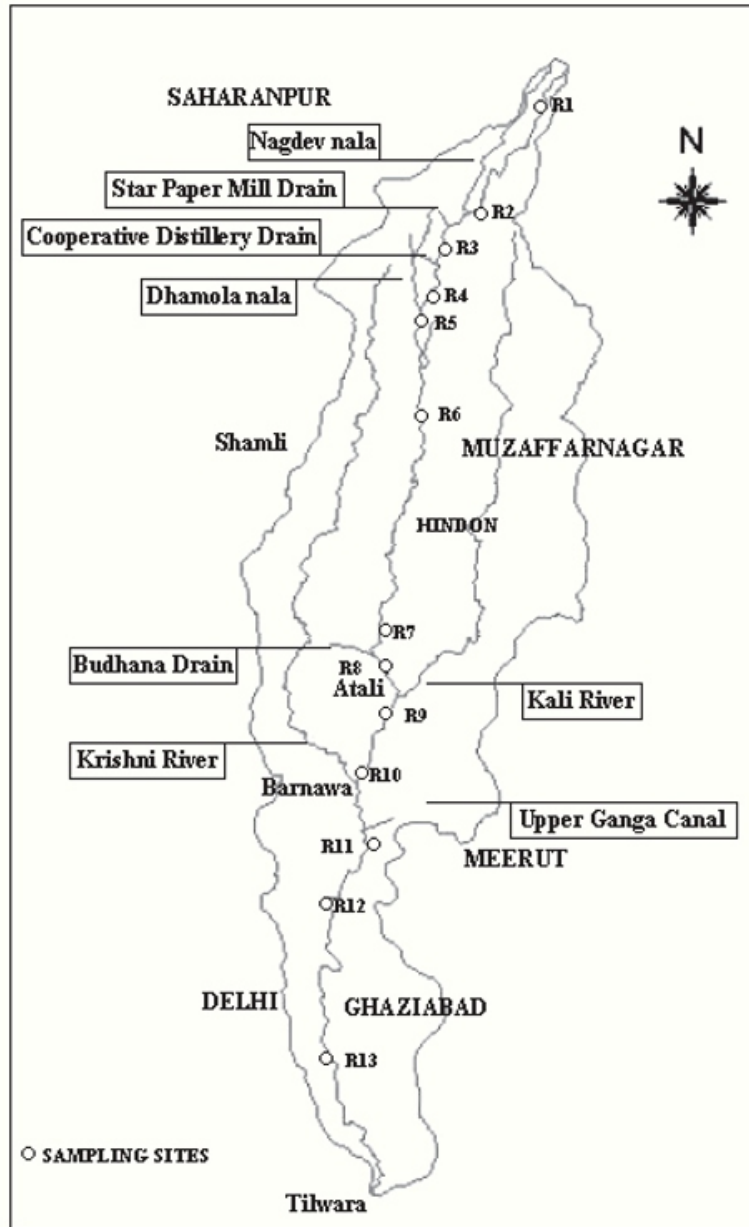 SAHARANPUR
R1
Nagdev nala
N
Star Paper Mill Drain
R2
Cooperative Distillery Drain
R3
Dhamola nala
R4
R5
R6
Shamli
MUZAFFARNAGAR
HINDON
R7
Budhana Drain
R8
Atali
Kali River
R9
Krishni River
R10
Barnawa
Upper Ganga Canal
R11
MEERUT
R12
DELHI
GHAZIABAD
R13
SAMPLING SITES
Tilwara